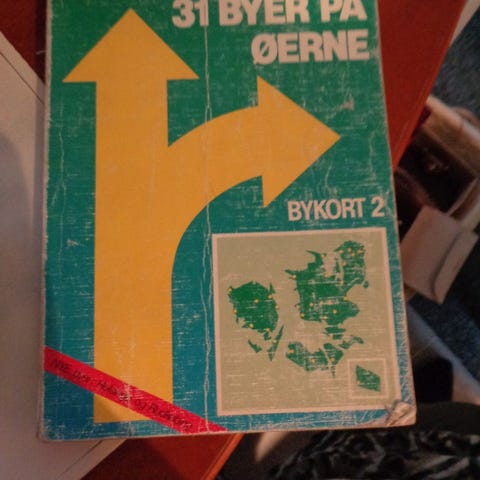 31 BYER PÅ
ØERNE
BYKORT 2